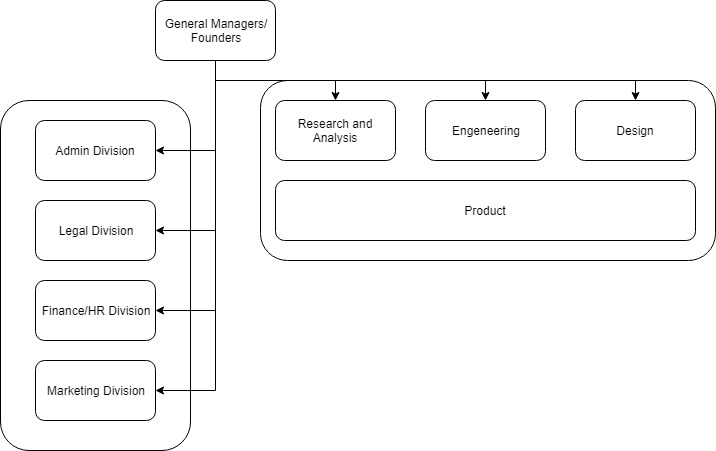 General Managers/
Founders
Research and
Analysis
Engeneering
Design
Admin Division
Product
Legal Division
Finance/HR Division
Marketing Division